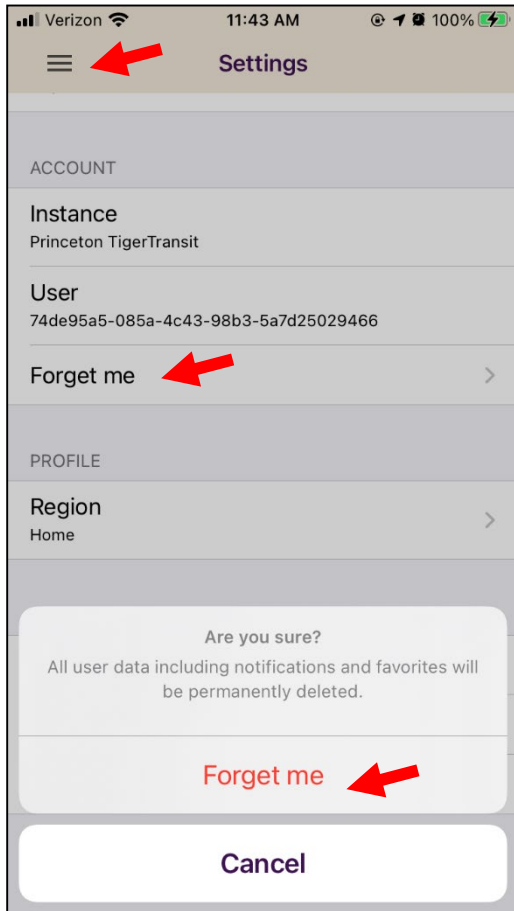 Verizon 11:43 AM 100%
Settings
ACCOUNT
Instance
Princeton TigerTransit
User
74de95a5-085a-4c43-98b3-5a7d25029466
Forget me
PROFILE
Region
Home
Are you sure?
All user data including notifications and favorites will
be permanently deleted.
Forget me
Cancel